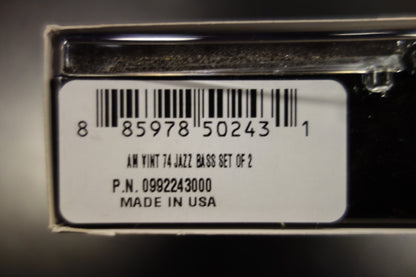 8 85978 50243 1
AM VINT 74 JAZZ BASS SET OF 2
P.N. 0992243000
MADE IN USA